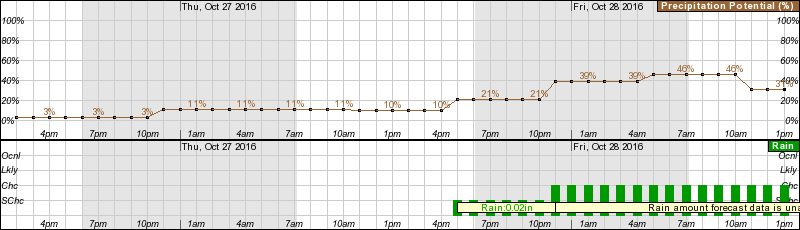 Thu, Oct 27 2016 Fri, Oct 28 2016 Precipitation Potential (%)
100% 100%
80% 80%
60% 60%
40% 39% 39% 46% 46% 40%
20% 3% 3% 3% 11% 11% 11% 11% 10% 10% 21% 21% 31% 20%
0% 0%
4pm 7pm 10pm 1am 4am 7am 10am 1pm 4pm 7pm 10pm 1am 4am 7am 10am 1pm
Thu, Oct 27 2016 Fri, Oct 28 2016 Rain
Ocnl Ocnl
Lkly Lkly
Chc Chc
SChc SChc
Rain:0.02in Rain amount forecast data is una
4pm 7pm 10pm 1am 4am 7am 10am 1pm 4pm 7pm 10pm 1am 4am 7am 10am 1pm